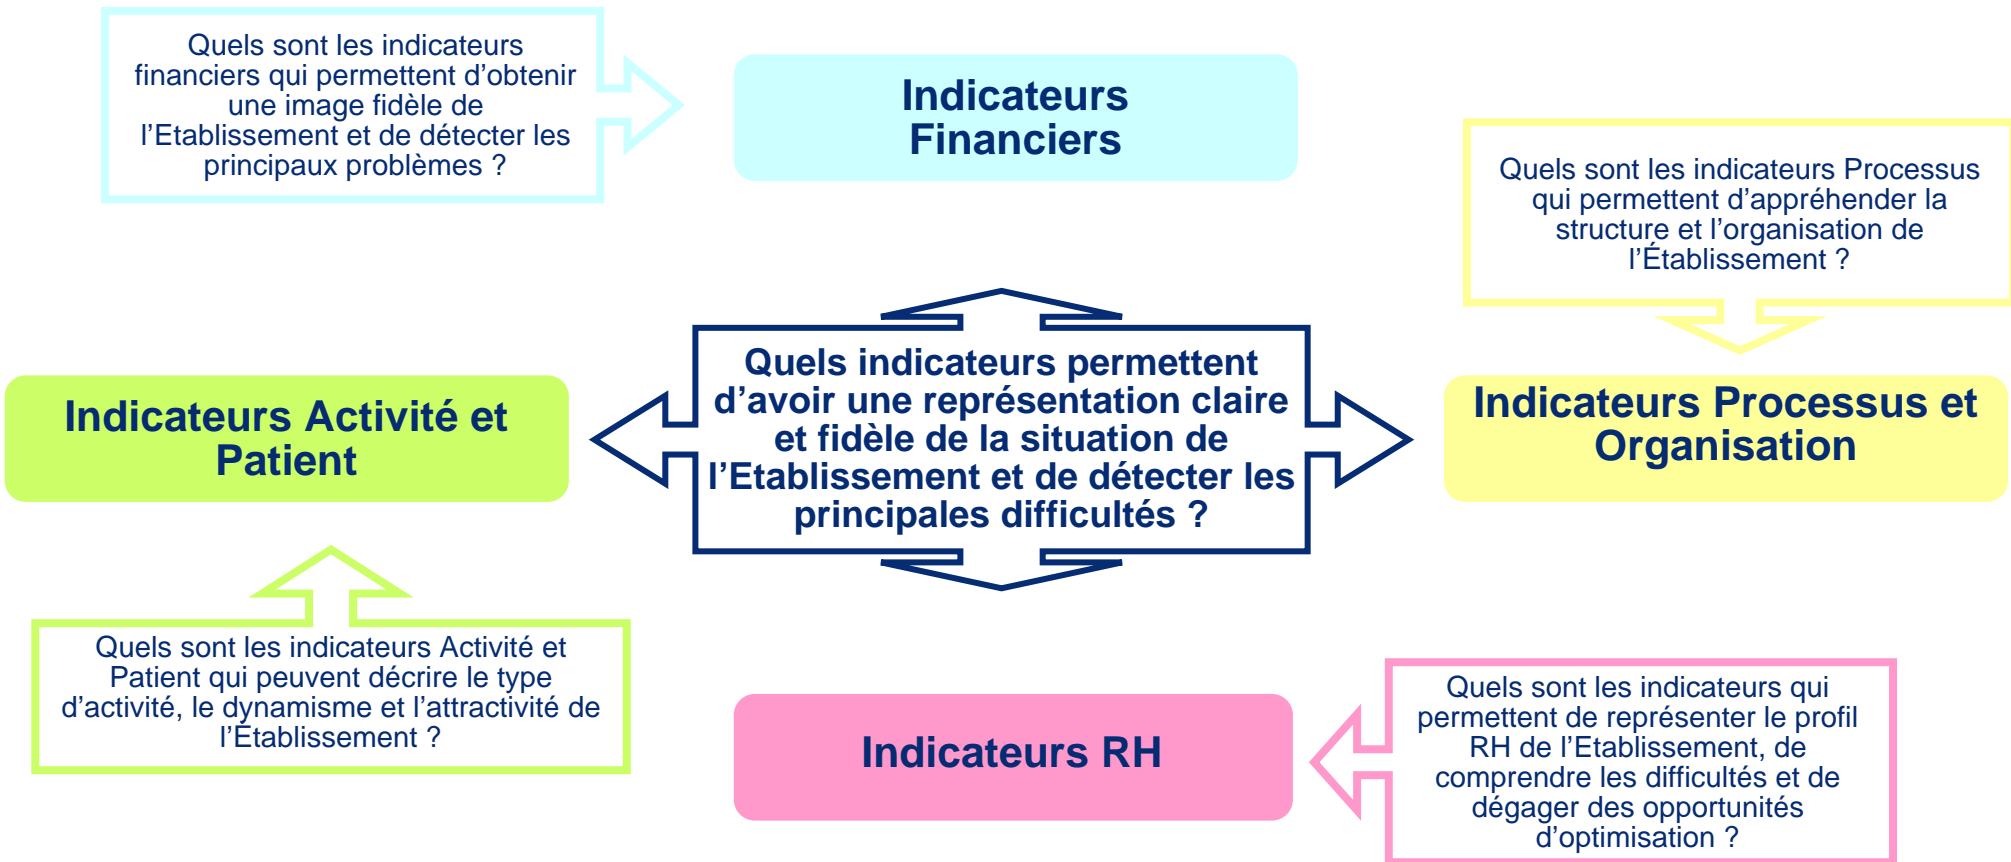 Quels sont les indicateurs
financiers qui permettent d’obtenir
une image fidèle de
l’Etablissement et de détecter les
principaux problèmes ?
Indicateurs
Financiers
Quels sont les indicateurs Processus
qui permettent d’appréhender la
structure et l’organisation de
l’Établissement ?
Quels indicateurs permettent
d’avoir une représentation claire
et fidèle de la situation de
l’Etablissement et de détecter les
principales difficultés ?
Indicateurs Activité et
Patient
Indicateurs Processus et
Organisation
Quels sont les indicateurs Activité et
Patient qui peuvent décrire le type
d’activité, le dynamisme et l’attractivité de
l’Établissement ?
Indicateurs RH
Quels sont les indicateurs qui
permettent de représenter le profil
RH de l’Etablissement, de
comprendre les difficultés et de
dégager des opportunités
d’optimisation ?